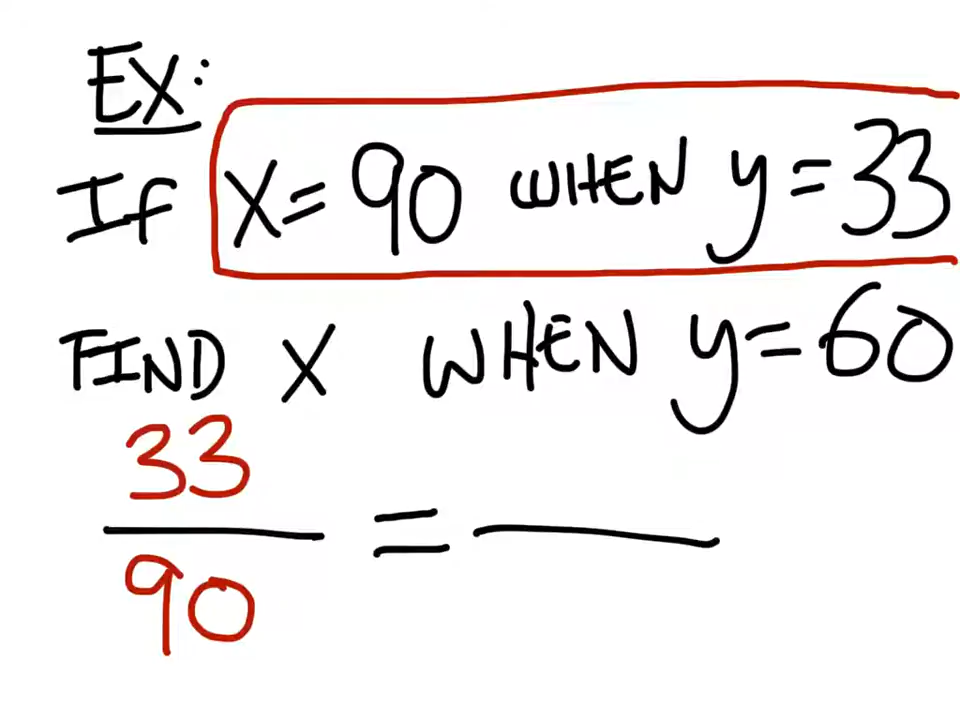 EX:
If X = 90 WHEN y = 33
FIND X WHEN y = 60
33
90
=